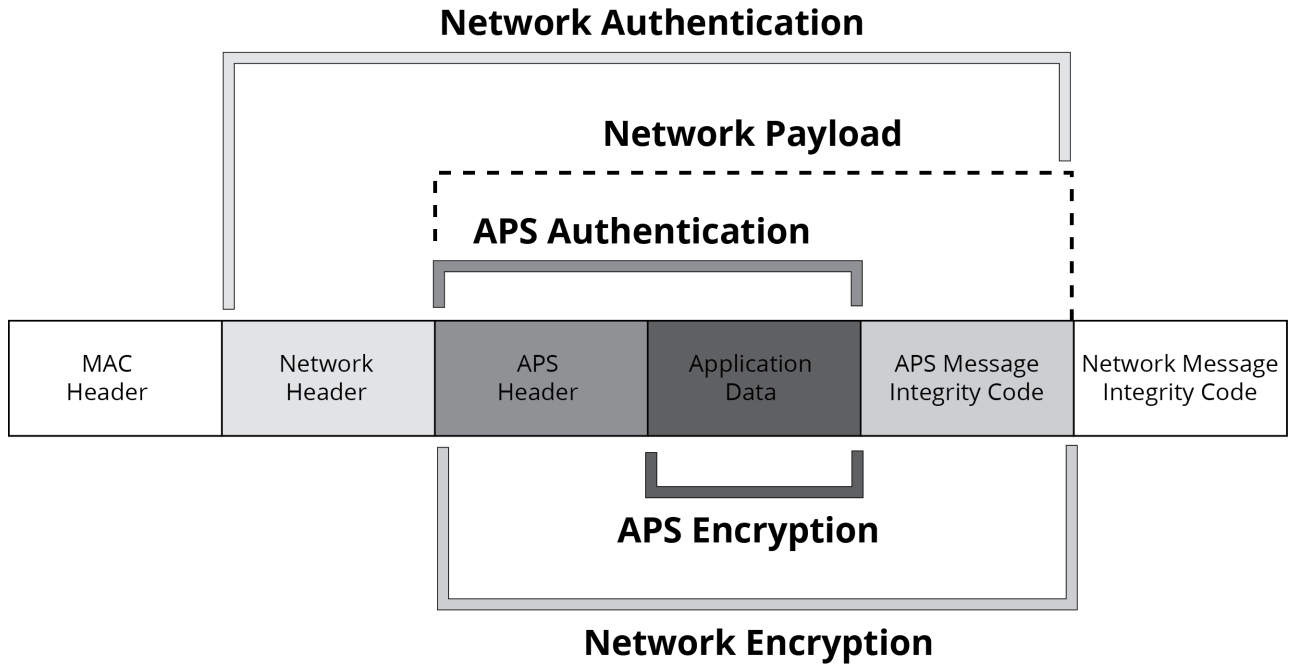 Network Authentication
Network Payload
APS Authentication
MAC
Header
Network
Header
APS
Header
Application
Data
APS Message
Integrity Code
Network Message
Integrity Code
APS Encryption
Network Encryption